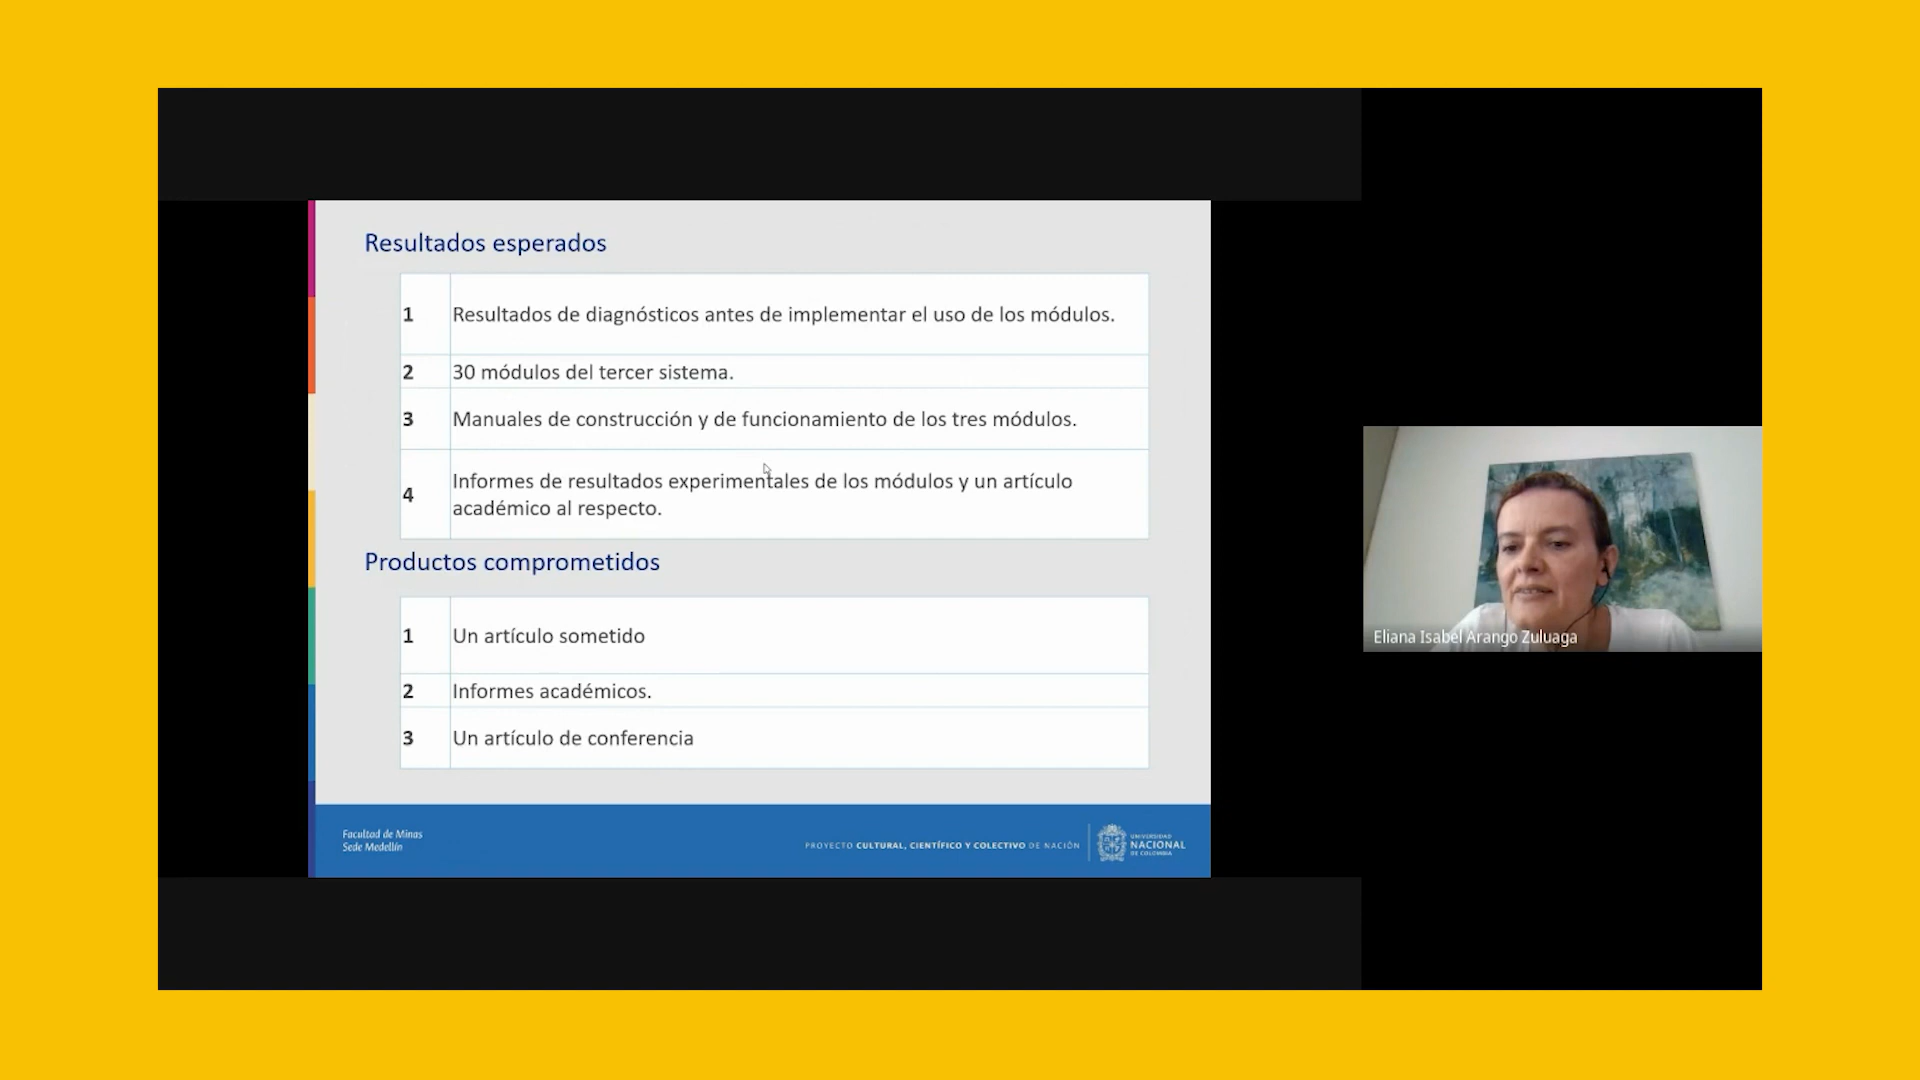 Resultados esperados
1 Resultados de diagnósticos antes de implementar el uso de los módulos.
2 30 módulos del tercer sistema.
3 Manuales de construcción y de funcionamiento de los tres módulos.
4 Informes de resultados experimentales de los módulos y un artículo
académico al respecto.
Productos comprometidos
1 Un artículo sometido
2 Informes académicos.
3 Un artículo de conferencia
Facultad de Minas
Sede Medellín
PROYECTO CULTURAL, CIENTÍFICO Y COLECTIVO DE NACIÓN
UNIVERSIDAD
NACIONAL
DE COLOMBIA
Eliana Isabel Arango Zuluaga